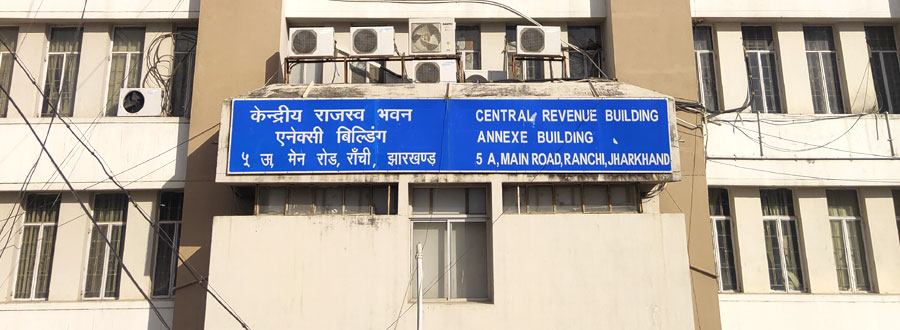 केन्द्रीय राजस्व भवन
एनेक्सी बिल्डिंग
५ अ, मेन रोड, राँची, झारखण्ड
CENTRAL REVENUE BUILDING
ANNEXE BUILDING
5 A, MAIN ROAD, RANCHI, JHARKHAND